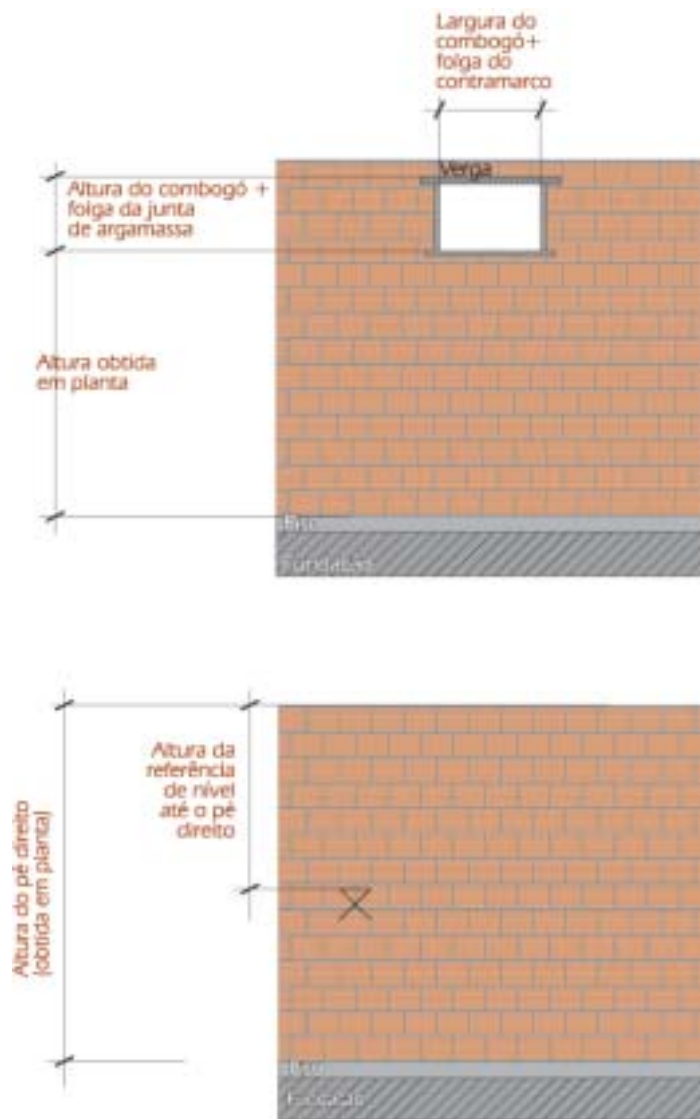 Largura do
combogó+
folga do
contramarco
Verga
Altura do combogó +
folga da junta
de argamassa
Altura obtida
em planta
Piso
Fundação
Altura da
referência
de nível
até o pé
direito
Altura do pé direito
(obtida em planta)
Piso
Fundação